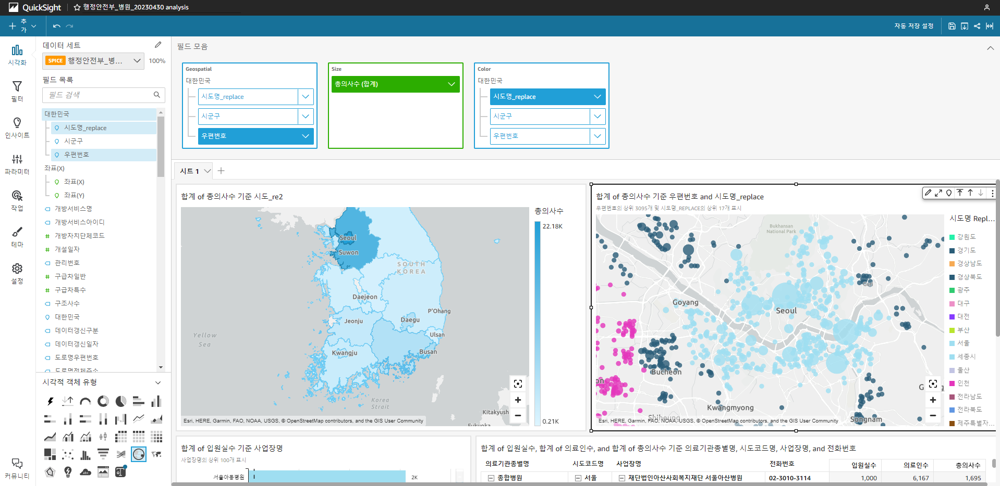 QuickSight
행정안전부_병원_20230430 analysis
추가
자동 저장 설정
시각화
필터
인사이트
파라미터
작업
테마
설정
커뮤니티
데이터 세트
SPICE 행정안전부_병... 100%
필드 목록
필드 검색
대한민국
시도명_replace
시군구
우편번호
좌표(X)
좌표(X)
좌표(Y)
개방서비스명
개방서비스아이디
개방자치단체코드
개설일자
관리번호
구급차일반
구급차특수
구조사수
대한민국
데이터갱신구분
데이터갱신일자
도로명우편번호
도로명전체주소
시각적 객체 유형
필드 모음
Geospatial
대한민국
시도명_replace
시군구
우편번호
Size
총의사수 (합계)
Color
대한민국
시도명_replace
시군구
우편번호
시트 1
합계 of 총의사수 기준 시도_re2
총의사수
22.18K
0.21K
Seoul
Suwon
SOUTH KOREA
Daejeon
P'Ohang
Jeonju
Daegu
Ulsan
Yellow Sea
Kwangju
Busan
Korea Strait
Kitakyush
Fukuoka
Esri, HERE, Garmin, FAO, NOAA, USGS, © OpenStreetMap contributors, and the GIS User Community
합계 of 총의사수 기준 우편번호 and 시도명_replace
우편번호의 상위 3095개 및 시도명_REPLACE의 상위 17개 표시
Bukhansan National Park
Guri
Goyang
Seoul
Bucheon
on
G
Kwangmyong
Shiheung
Songnam
Esri, HERE, Garmin, FAO, NOAA, USGS, © OpenStreetMap contributors, and the GIS User Community
시도명 Repl...
강원도
경기도
경상남도
경상북도
광주
대구
대전
부산
서울
세종시
울산
인천
전라남도
전라북도
제주특별자...
합계 of 입원실수 기준 사업장명
사업장명의 상위 100개 표시
서울아동병원 2K
합계 of 입원실수, 합계 of 의료인수, and 합계 of 총의사수 기준 의료기관종별명, 시도코드명, 사업장명, and 전화번호
의료기관종별명 시도코드명 사업장명 전화번호 입원실수 의료인수 총의사수
종합병원 서울 재단법인아산사회복지재단 서울아산병원 02-3010-3114 1,000 6,167 1,695